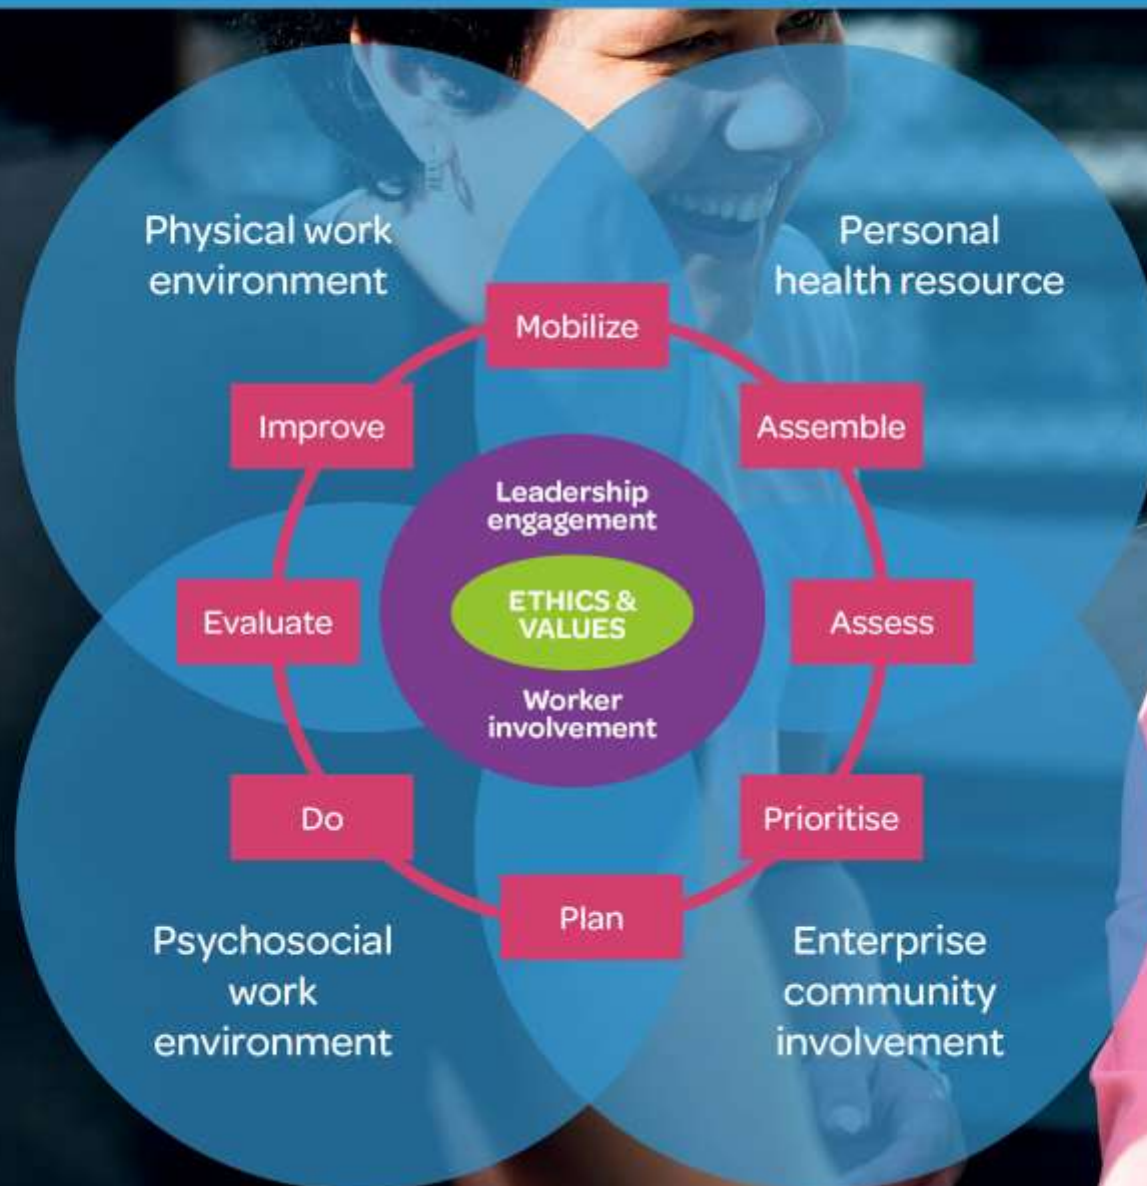 Physical work
environment
Personal
health resource
Mobilize
Improve
Assemble
Leadership
engagement
ETHICS &
VALUES
Evaluate
Assess
Worker
involvement
Do
Prioritise
Plan
Psychosocial
work
environment
Enterprise
community
involvement